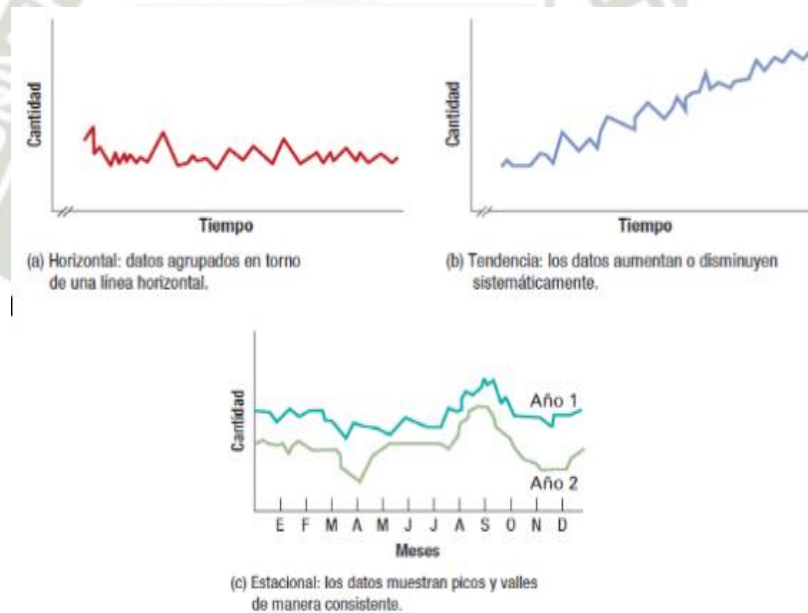 Cantidad
Tiempo
(a) Horizontal: datos agrupados en torno
de una línea horizontal.
Cantidad
Tiempo
(b) Tendencia: los datos aumentan o disminuyen
sistemáticamente.
Cantidad
Año 1
Año 2
E F M A M J J A S O N D
Meses
(c) Estacional: los datos muestran picos y valles
de manera consistente.